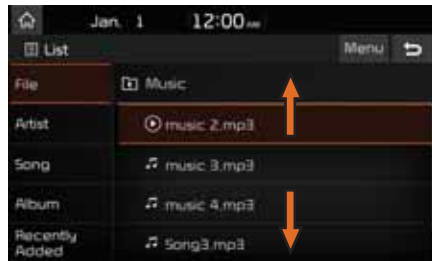 Jan. 1 12:00 AM
List Menu
File Music
Artist music 2.mp3
Song music 3.mp3
Album music 4.mp3
Recently Added Song3.mp3